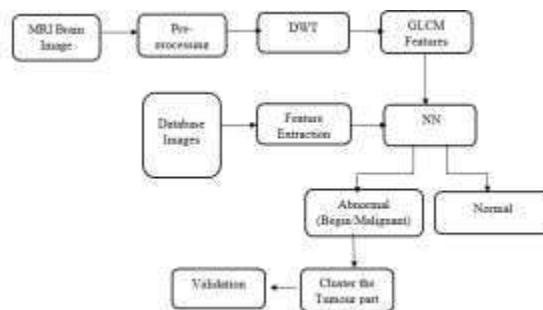 MRI Brain
Image
Pre-
processing
DWT
GLCM
Features
Database
Images
Feature
Extraction
NN
Abnormal
(Begin/Malignant)
Normal
Validation
Cluster the
Tumour part